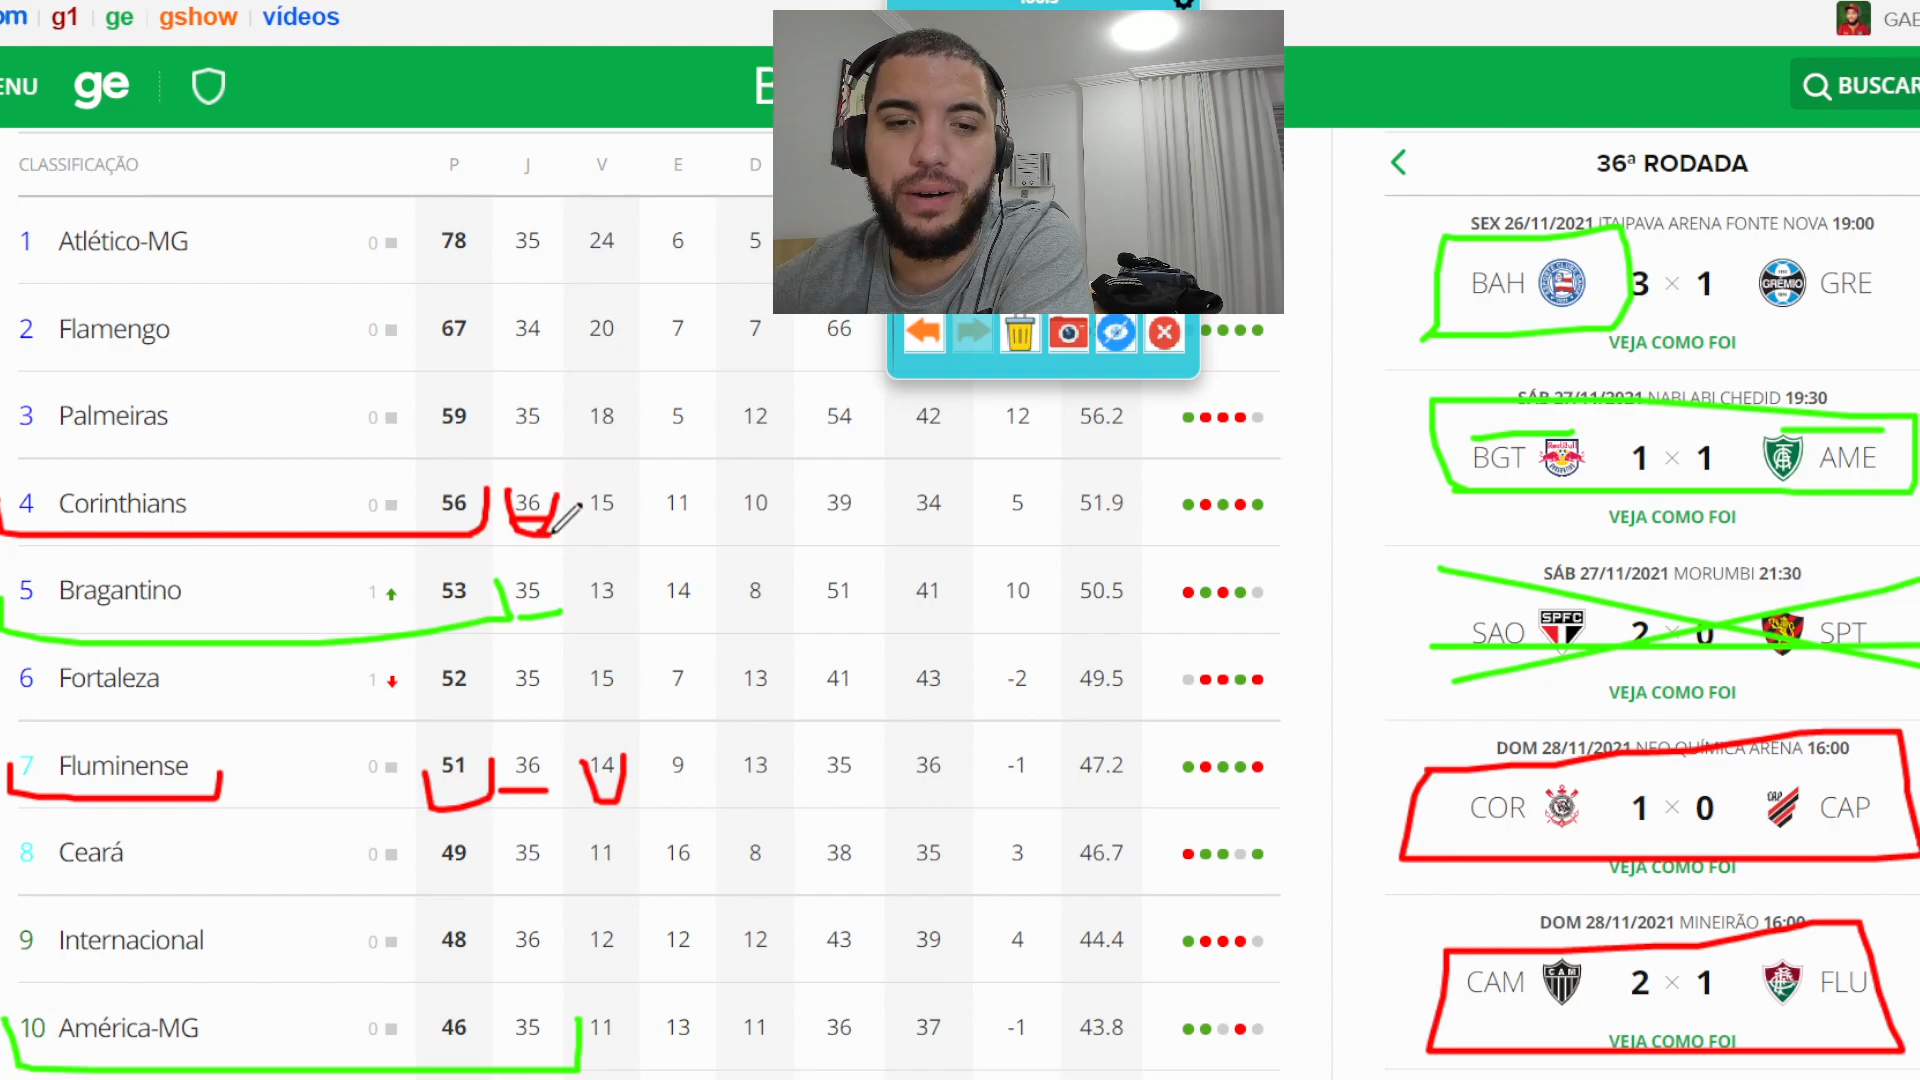 om g1 ge gshow vídeos
GAB
ENU ge
BUSCAR
CLASSIFICAÇÃO P J V E D
1 Atlético-MG 0 78 35 24 6 5
2 Flamengo 0 67 34 20 7 7 66
3 Palmeiras 0 59 35 18 5 12 54 42 12 56.2
4 Corinthians 0 56 36 15 11 10 39 34 5 51.9
5 Bragantino 1 53 35 13 14 8 51 41 10 50.5
6 Fortaleza 1 52 35 15 7 13 41 43 -2 49.5
7 Fluminense 0 51 36 14 9 13 35 36 -1 47.2
8 Ceará 0 49 35 11 16 8 38 35 3 46.7
9 Internacional 0 48 36 12 12 12 43 39 4 44.4
10 América-MG 0 46 35 11 13 11 36 37 -1 43.8
36ª RODADA
SEX 26/11/2021 ITAIPAVA ARENA FONTE NOVA 19:00
BAH 3 × 1 GRÊMIO GRE
VEJA COMO FOI
SÁB 27/11/2021 NABI ABI CHEDID 19:30
BGT RedBull 1 × 1 AME
VEJA COMO FOI
SÁB 27/11/2021 MORUMBI 21:30
SAO SPFC 2 × 0 SPT
VEJA COMO FOI
DOM 28/11/2021 NEO QUÍMICA ARENA 16:00
COR 1 × 0 CAP CAP
VEJA COMO FOI
DOM 28/11/2021 MINEIRÃO 16:00
CAM CAM 2 × 1 FLU
VEJA COMO FOI